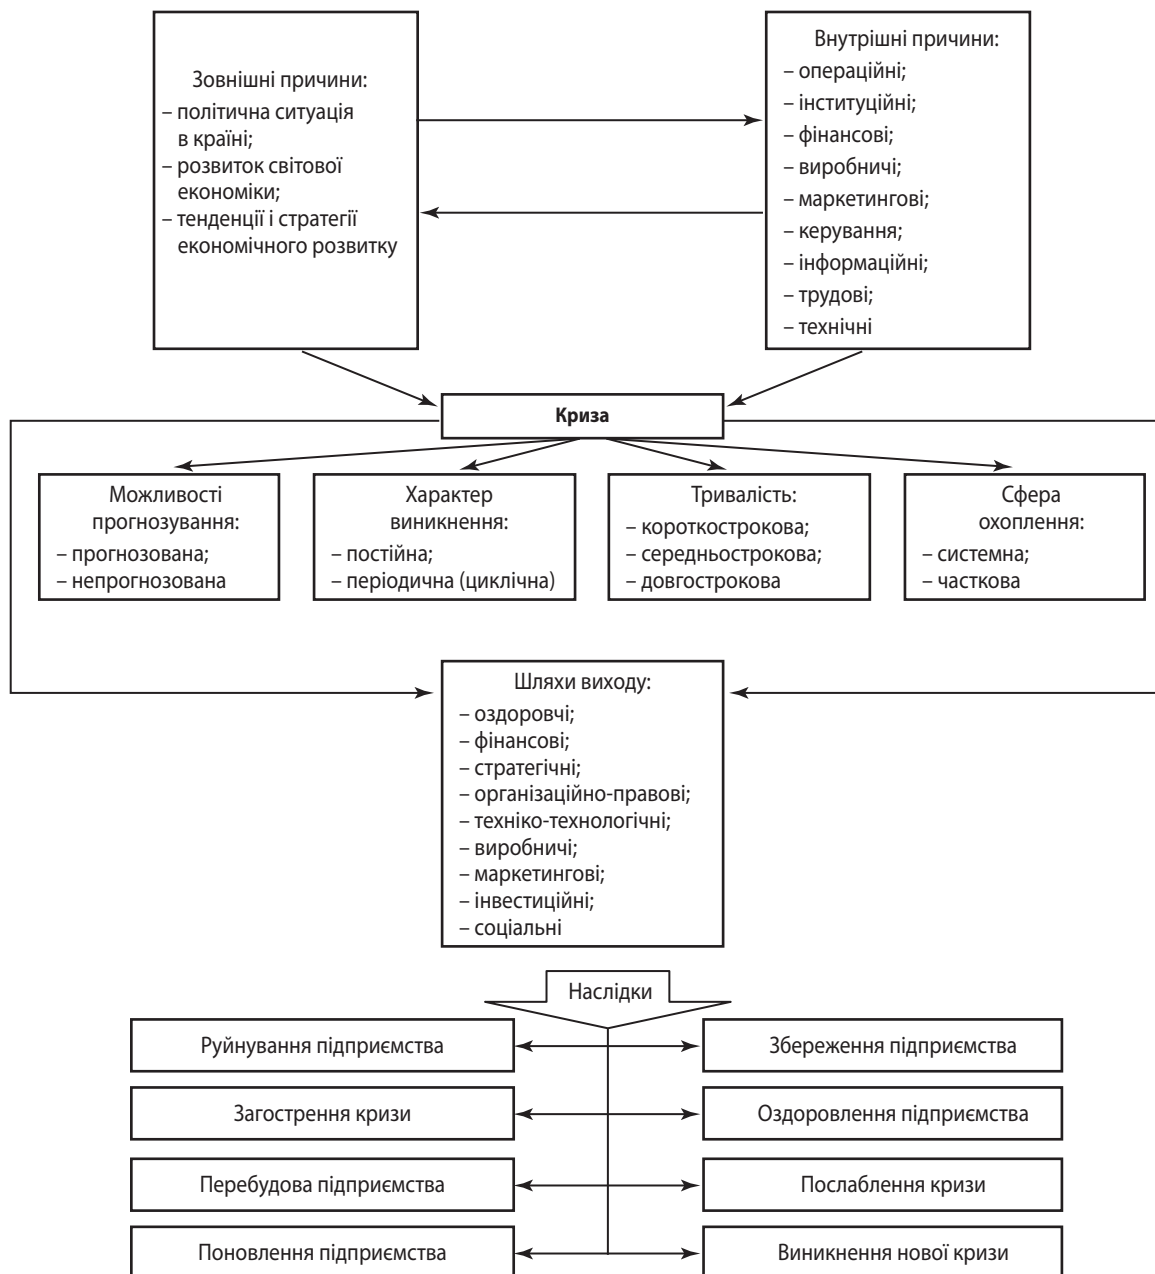 Зовнішні причини:
– політична ситуація
в країні;
– розвиток світової
економіки;
– тенденції і стратегії
економічного розвитку
Внутрішні причини:
– операційні;
– інституційні;
– фінансові;
– виробничі;
– маркетингові;
– керування;
– інформаційні;
– трудові;
– технічні
Криза
Можливості
прогнозування:
– прогнозована;
– непрогнозована
Характер
виникнення:
– постійна;
– періодична (циклічна)
Тривалість:
– короткострокова;
– середньострокова;
– довгострокова
Сфера
охоплення:
– системна;
– часткова
Шляхи виходу:
– оздоровчі;
– фінансові;
– стратегічні;
– організаційно-правові;
– техніко-технологічні;
– виробничі;
– маркетингові;
– інвестиційні;
– соціальні
Наслідки
Руйнування підприємства
Збереження підприємства
Загострення кризи
Оздоровлення підприємства
Перебудова підприємства
Послаблення кризи
Поновлення підприємства
Виникнення нової кризи